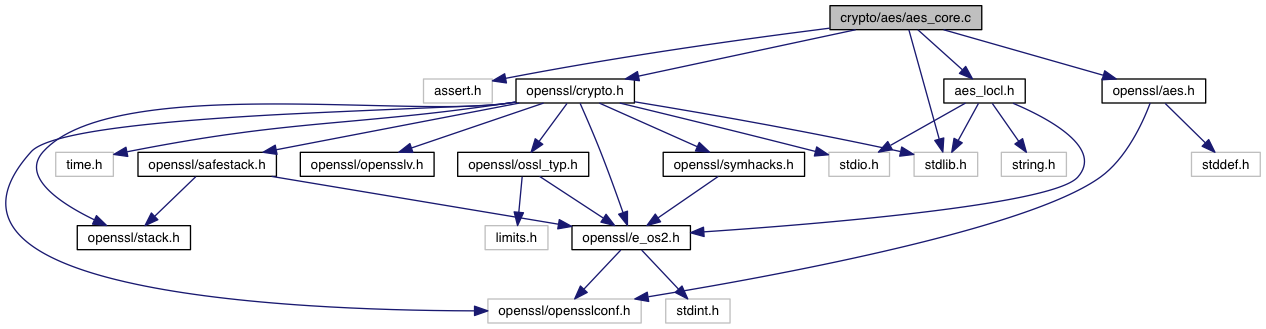 crypto/aes/aes_core.c
assert.h
openssl/crypto.h
aes_locl.h
openssl/aes.h
time.h
openssl/safestack.h
openssl/opensslv.h
openssl/ossl_typ.h
openssl/symhacks.h
stdio.h
stdlib.h
string.h
stddef.h
openssl/stack.h
limits.h
openssl/e_os2.h
openssl/opensslconf.h
stdint.h